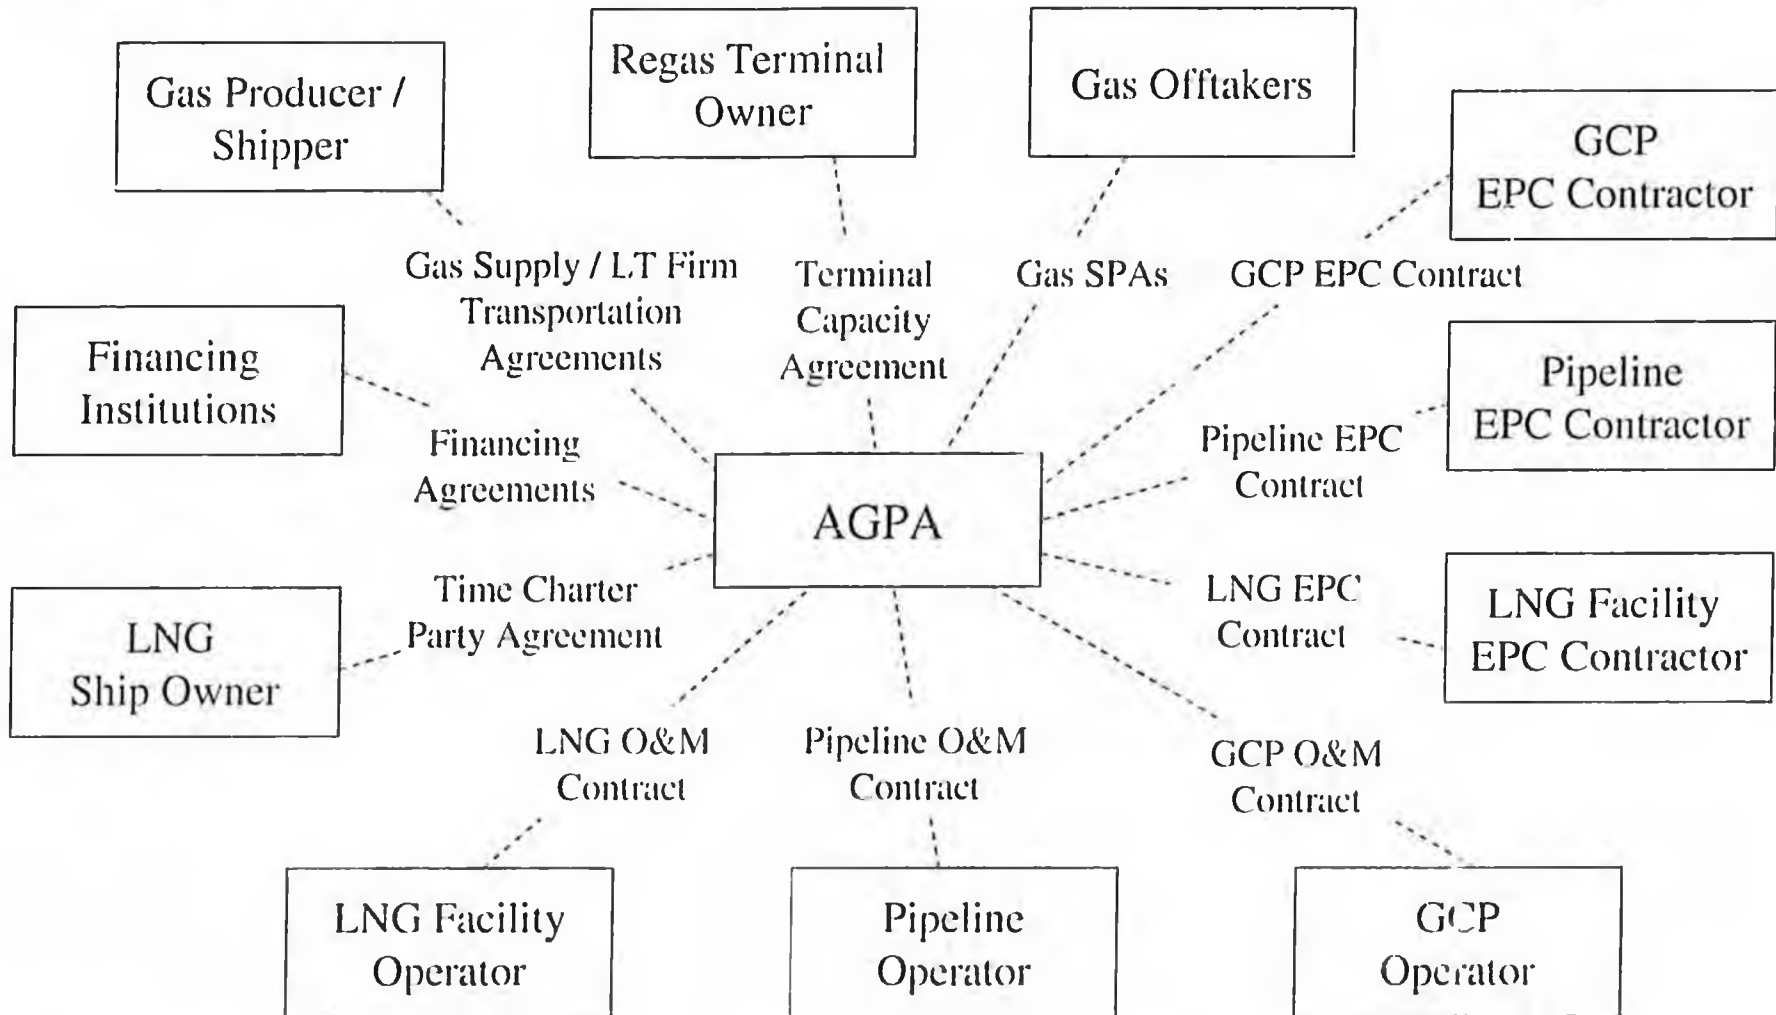 Gas Producer /
Shipper
Regas Terminal
Owner
Gas Offtakers
GCP
EPC Contractor
Gas Supply / LT Firm
Transportation
Agreements
Terminal
Capacity
Agreement
Gas SPAs
GCP EPC Contract
Financing
Institutions
Pipeline
EPC Contractor
Financing
Agreements
Pipeline EPC
Contract
AGPA
LNG
Ship Owner
Time Charter
Party Agreement
LNG EPC
Contract
LNG Facility
EPC Contractor
LNG O&M
Contract
Pipeline O&M
Contract
GCP O&M
Contract
LNG Facility
Operator
Pipeline
Operator
GCP
Operator